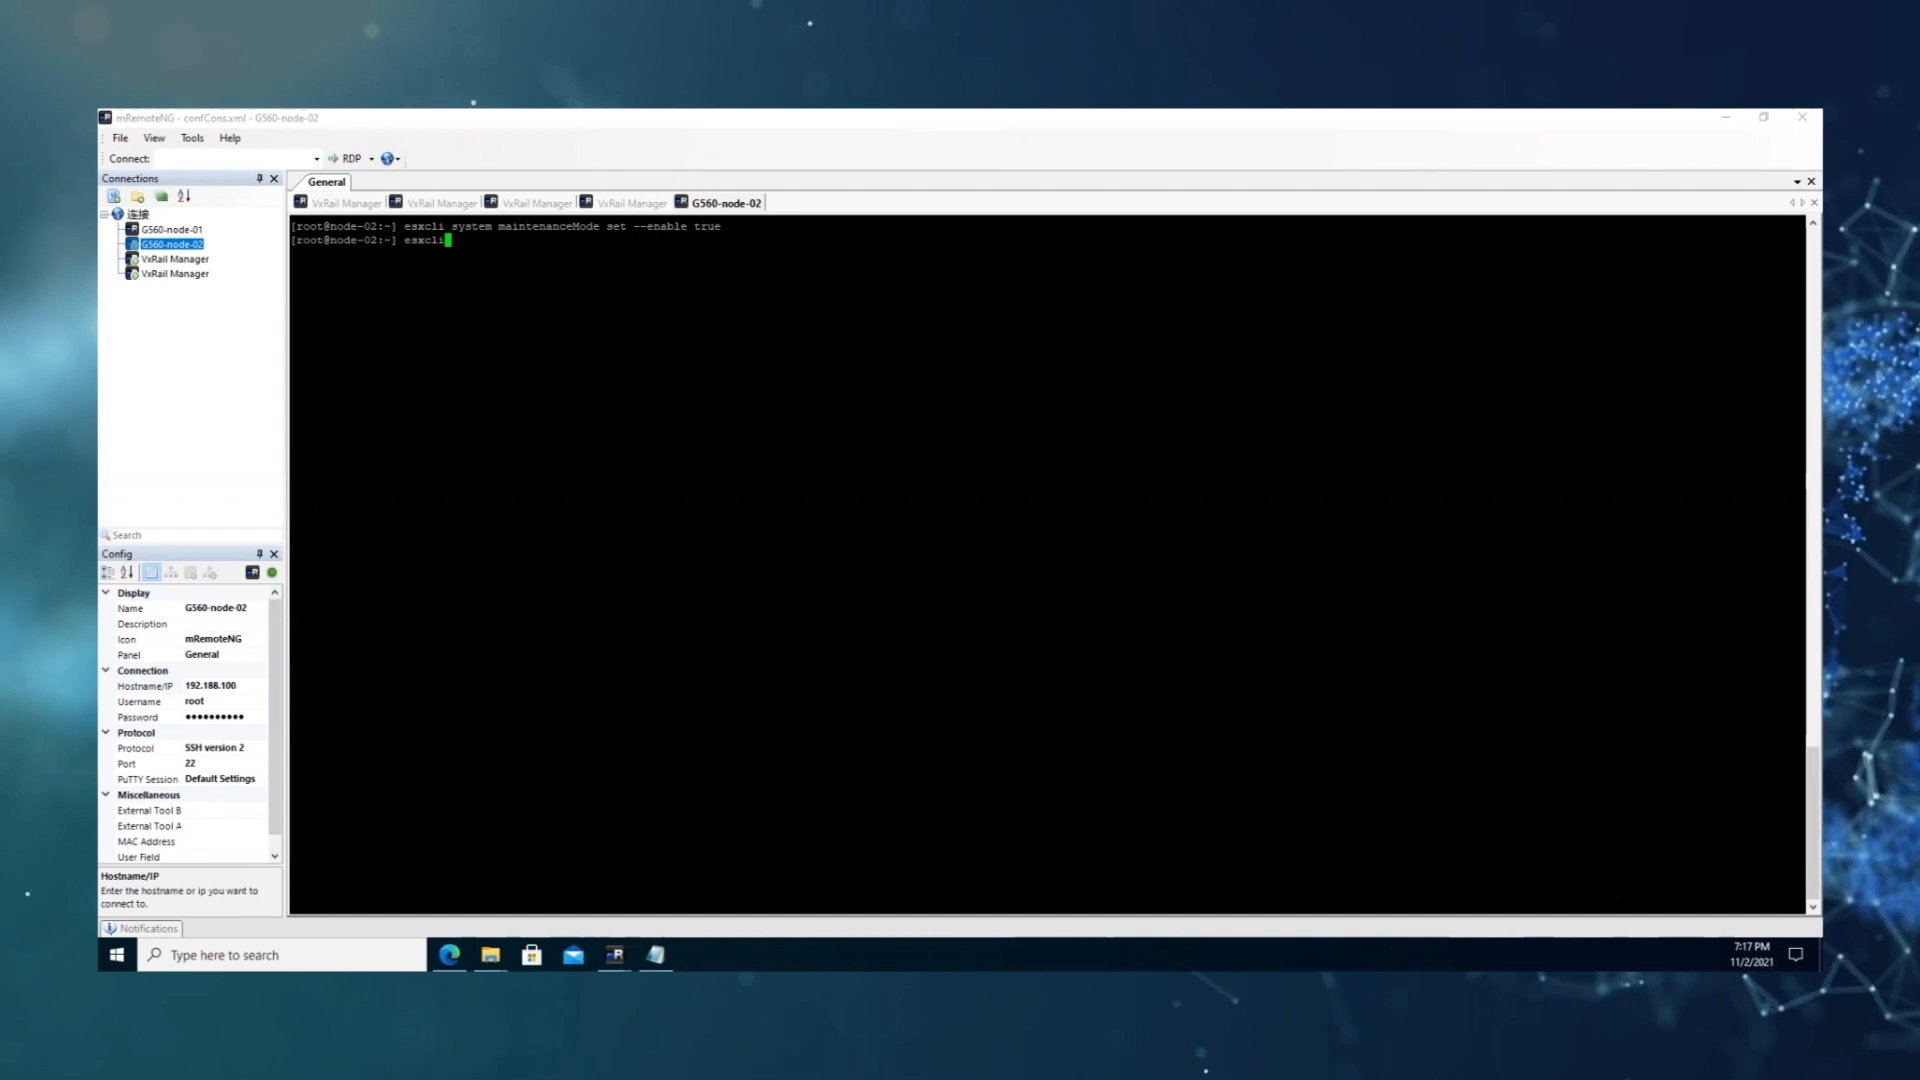 mRemoteNG - confCons.xml - G560-node-02
File View Tools Help
Connect: RDP
Connections
General
VxRail Manager VxRail Manager VxRail Manager VxRail Manager G560-node-02
连接
G560-node-01
G560-node-02
VxRail Manager
VxRail Manager
[root@node-02:~] esxcli system maintenanceMode set --enable true
[root@node-02:~] esxcli
Search
Config
Display
Name G560-node-02
Description
Icon mRemoteNG
Panel General
Connection
Hostname/IP 192.188.100.
Username root
Password ●●●●●●●●●●
Protocol
Protocol SSH version 2
Port 22
PuTTY Session Default Settings
Miscellaneous
External Tool B
External Tool A
MAC Address
User Field
Hostname/IP
Enter the hostname or ip you want to
connect to.
Notifications
Type here to search
7:17 PM
11/2/2021